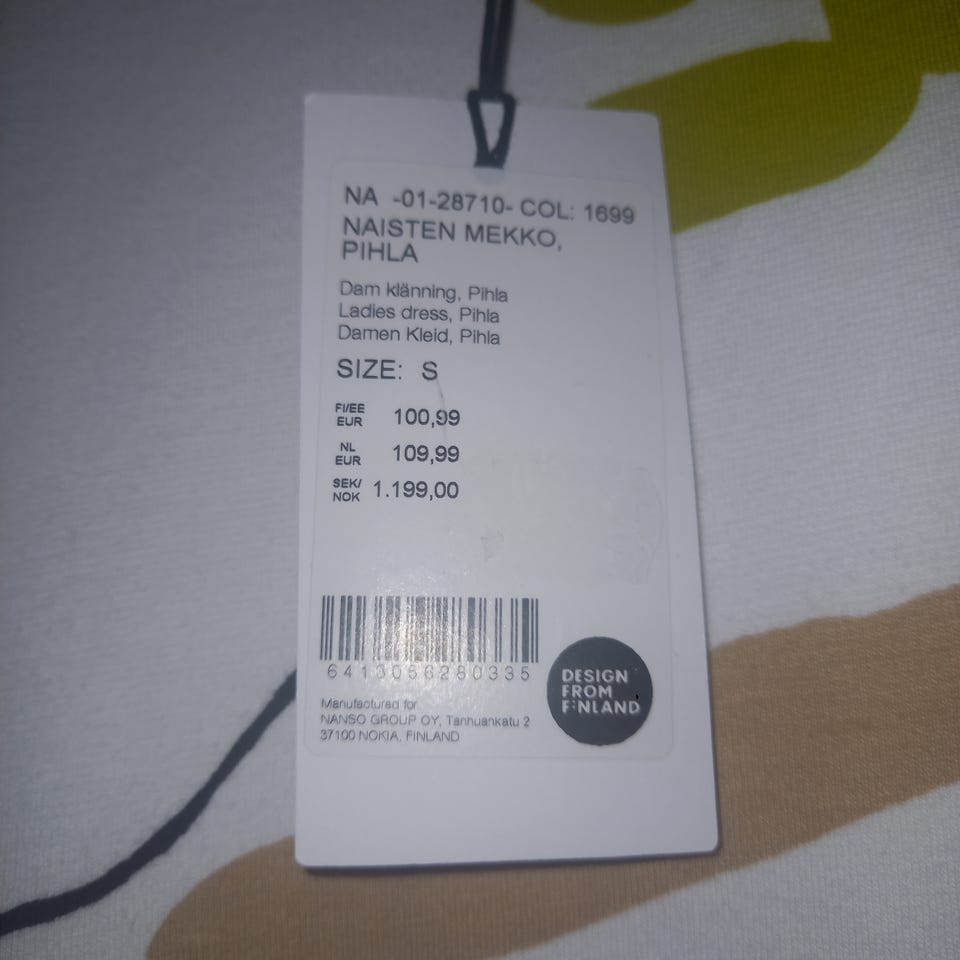 NA -01-28710- COL: 1699
NAISTEN MEKKO,
PIHLA
Dam klänning, Pihla
Ladies dress, Pihla
Damen Kleid, Pihla
SIZE: S
FI/EE
EUR 100,99
NL
EUR 109,99
SEK/
NOK 1.199,00
6413056280335
DESIGN
FROM
FINLAND
Manufactured for
NANSO GROUP OY, Tanhuankatu 2
37100 NOKIA, FINLAND